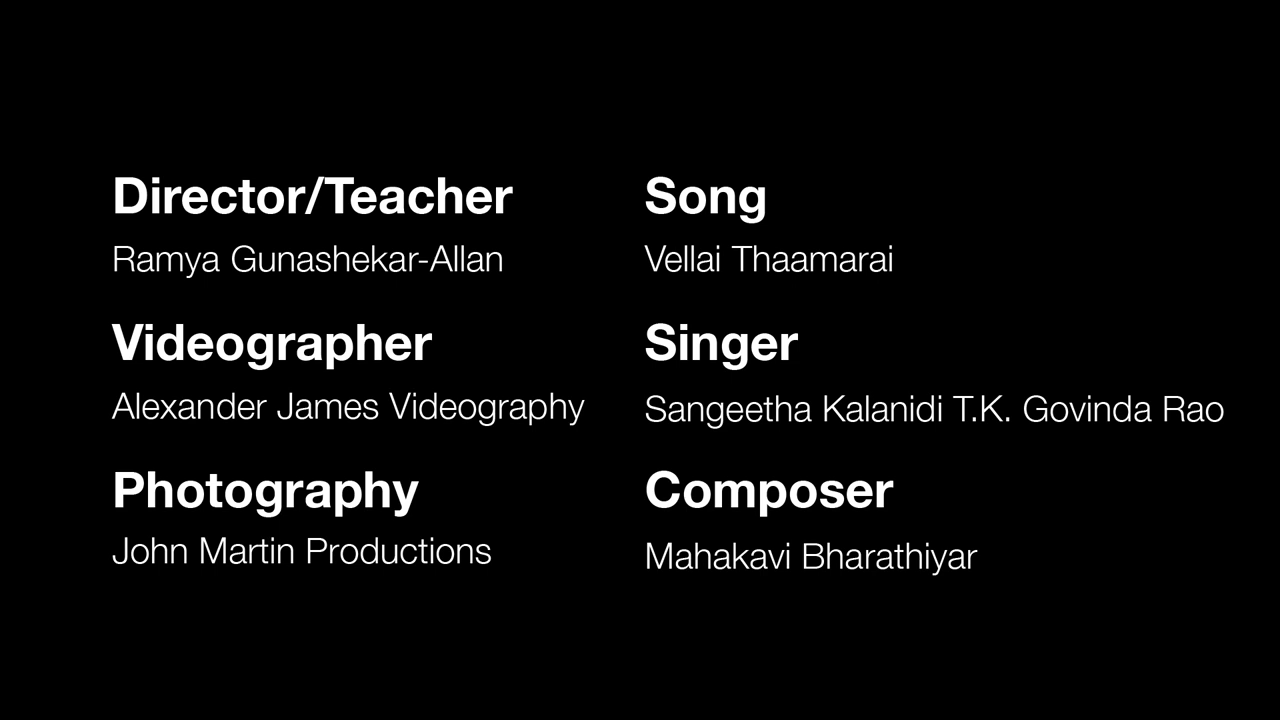 Director/Teacher
Ramya Gunashekar-Allan
Videographer
Alexander James Videography
Photography
John Martin Productions
Song
Vellai Thaamarai
Singer
Sangeetha Kalanidi T.K. Govinda Rao
Composer
Mahakavi Bharathiyar